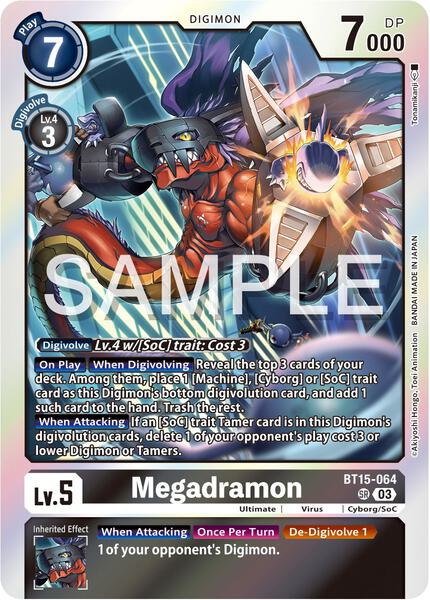 Play
7
DIGIMON
7000
DP
Digivolve
Lv.4
3
Tonamikanji
SAMPLE
Digivolve Lv.4 w/[SoC] trait: Cost 3
On Play When Digivolving Reveal the top 3 cards of your
deck. Among them, place 1 [Machine], [Cyborg] or [SoC] trait
card as this Digimon's bottom digivolution card, and add 1
such card to the hand. Trash the rest.
When Attacking If an [SoC] trait Tamer card is in this Digimon's
digivolution cards, delete 1 of your opponent's play cost 3 or
lower Digimon or Tamers.
©Akiyoshi Hongo, Toei Animation BANDAI MADE IN JAPAN
Lv.5
Megadramon
BT15-064
SR 03
Ultimate Virus Cyborg/SoC
Inherited Effect
When Attacking Once Per Turn De-Digivolve 1
1 of your opponent's Digimon.